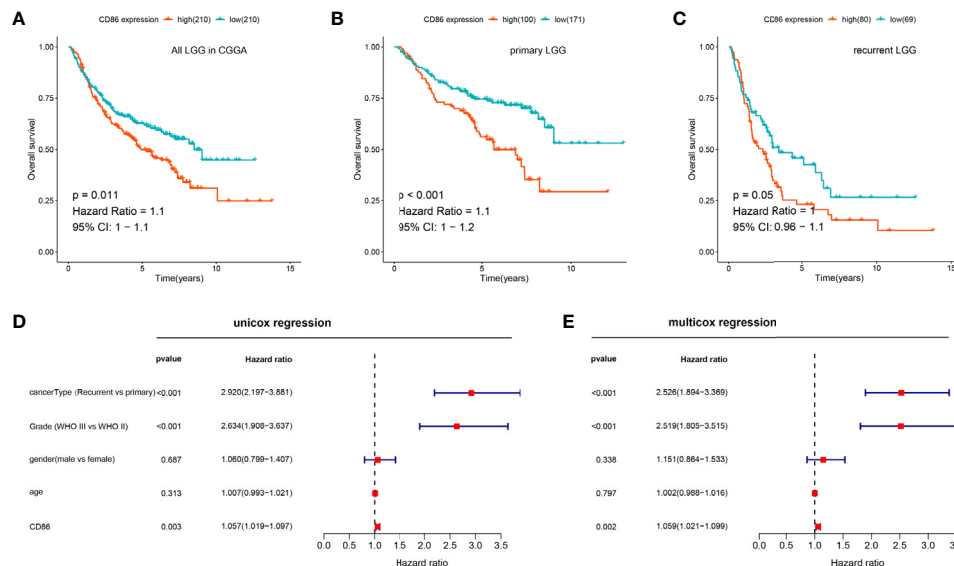 A
CD86 expression high(210) low(210)
All LGG in CGGA
Overall survival
1.00
0.75
0.50
0.25
0.00
p = 0.011
Hazard Ratio = 1.1
95% CI: 1 − 1.1
0 5 10 15
Time(years)
B
CD86 expression high(100) low(171)
primary LGG
Overall survival
1.00
0.75
0.50
0.25
0.00
p < 0.001
Hazard Ratio = 1.1
95% CI: 1 − 1.2
0 5 10
Time(years)
C
CD86 expression high(80) low(69)
recurrent LGG
Overall survival
1.00
0.75
0.50
0.25
0.00
p = 0.05
Hazard Ratio = 1
95% CI: 0.96 − 1.1
0 5 10 15
Time(years)
D
unicox regression
pvalue Hazard ratio
cancerType (Recurrent vs primary) <0.001 2.920(2.197−3.881)
Grade (WHO III vs WHO II) <0.001 2.634(1.908−3.637)
gender(male vs female) 0.687 1.060(0.799−1.407)
age 0.313 1.007(0.993−1.021)
CD86 0.003 1.057(1.019−1.097)
0.0 0.5 1.0 1.5 2.0 2.5 3.0 3.5
Hazard ratio
E
multicox regression
pvalue Hazard ratio
<0.001 2.526(1.894−3.369)
<0.001 2.519(1.805−3.515)
0.338 1.151(0.864−1.533)
0.797 1.002(0.988−1.016)
0.002 1.059(1.021−1.099)
0.0 0.5 1.0 1.5 2.0 2.5 3.0 3.5
Hazard ratio